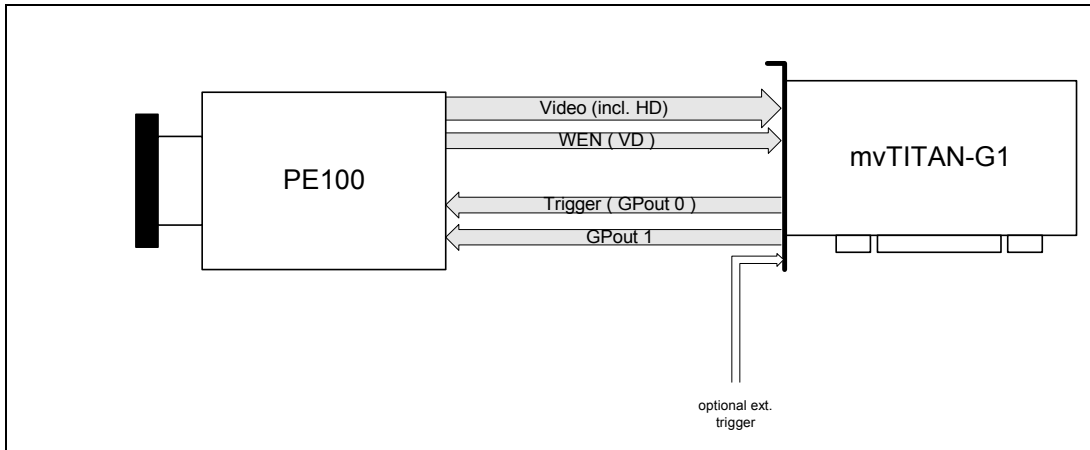 Video (incl. HD)
WEN ( VD )
PE100
mvTITAN-G1
Trigger ( GPout 0 )
GPout 1
optional ext.
trigger